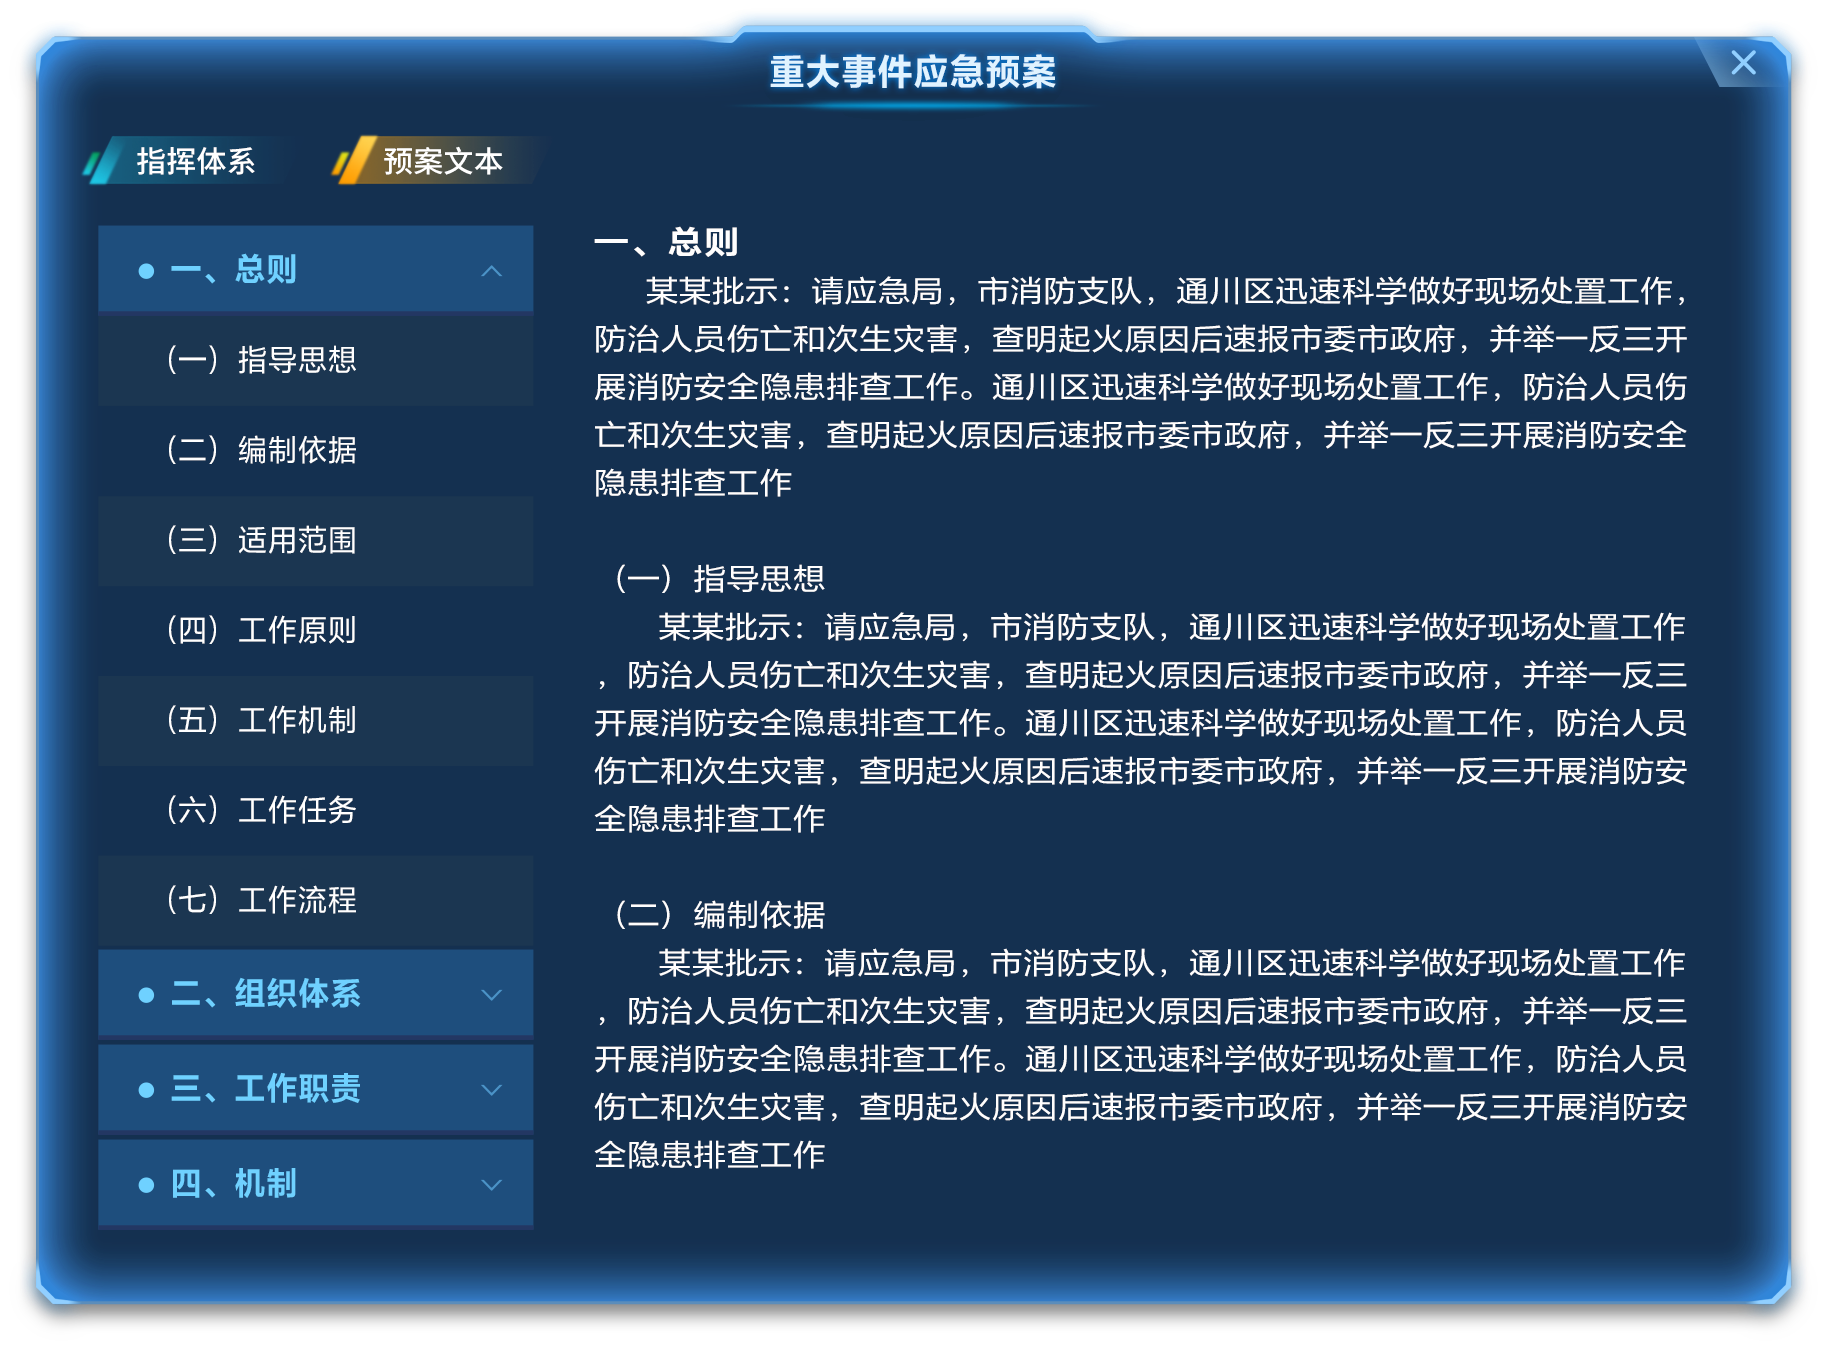 重大事件应急预案
指挥体系
预案文本
一、总则
（一）指导思想
（二）编制依据
（三）适用范围
（四）工作原则
（五）工作机制
（六）工作任务
（七）工作流程
二、组织体系
三、工作职责
四、机制
一、总则
某某批示：请应急局，市消防支队，通川区迅速科学做好现场处置工作，
防治人员伤亡和次生灾害，查明起火原因后速报市委市政府，并举一反三开
展消防安全隐患排查工作。通川区迅速科学做好现场处置工作，防治人员伤
亡和次生灾害，查明起火原因后速报市委市政府，并举一反三开展消防安全
隐患排查工作
（一）指导思想
某某批示：请应急局，市消防支队，通川区迅速科学做好现场处置工作
，防治人员伤亡和次生灾害，查明起火原因后速报市委市政府，并举一反三
开展消防安全隐患排查工作。通川区迅速科学做好现场处置工作，防治人员
伤亡和次生灾害，查明起火原因后速报市委市政府，并举一反三开展消防安
全隐患排查工作
（二）编制依据
某某批示：请应急局，市消防支队，通川区迅速科学做好现场处置工作
，防治人员伤亡和次生灾害，查明起火原因后速报市委市政府，并举一反三
开展消防安全隐患排查工作。通川区迅速科学做好现场处置工作，防治人员
伤亡和次生灾害，查明起火原因后速报市委市政府，并举一反三开展消防安
全隐患排查工作